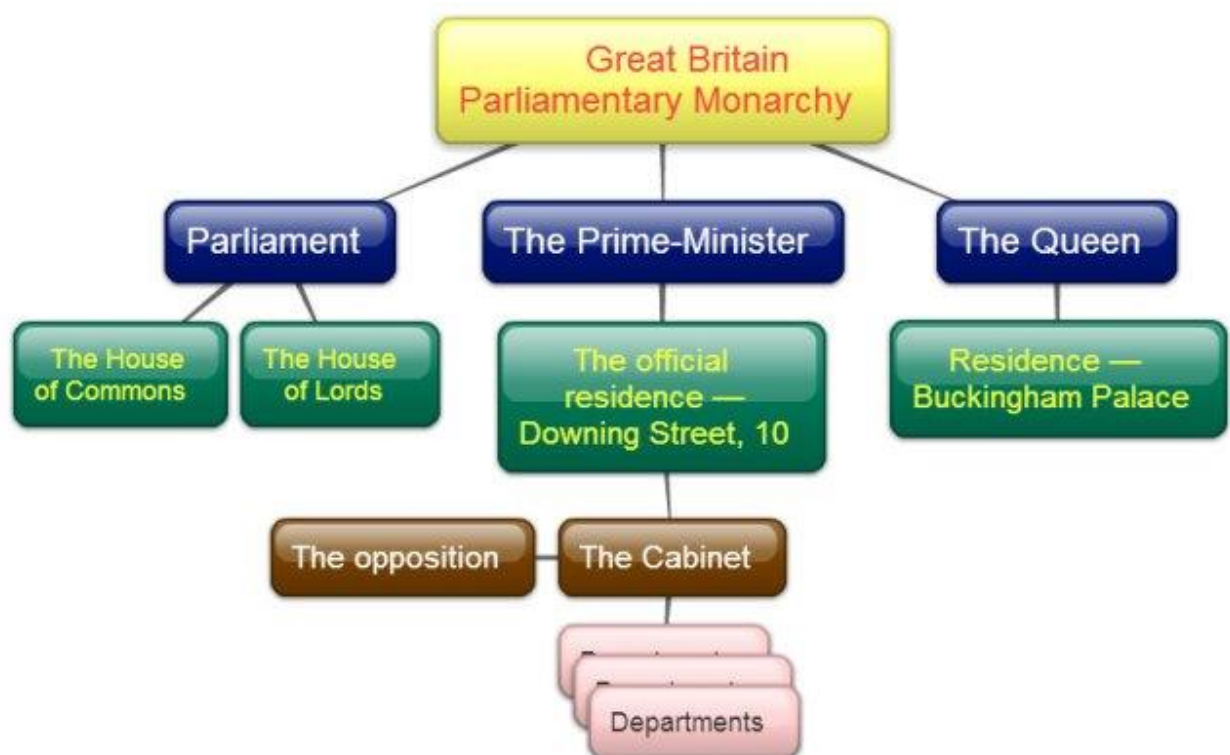 Great Britain
Parliamentary Monarchy
Parliament
The Prime-Minister
The Queen
The House
of Commons
The House
of Lords
The official
residence —
Downing Street, 10
Residence —
Buckingham Palace
The opposition
The Cabinet
Departments